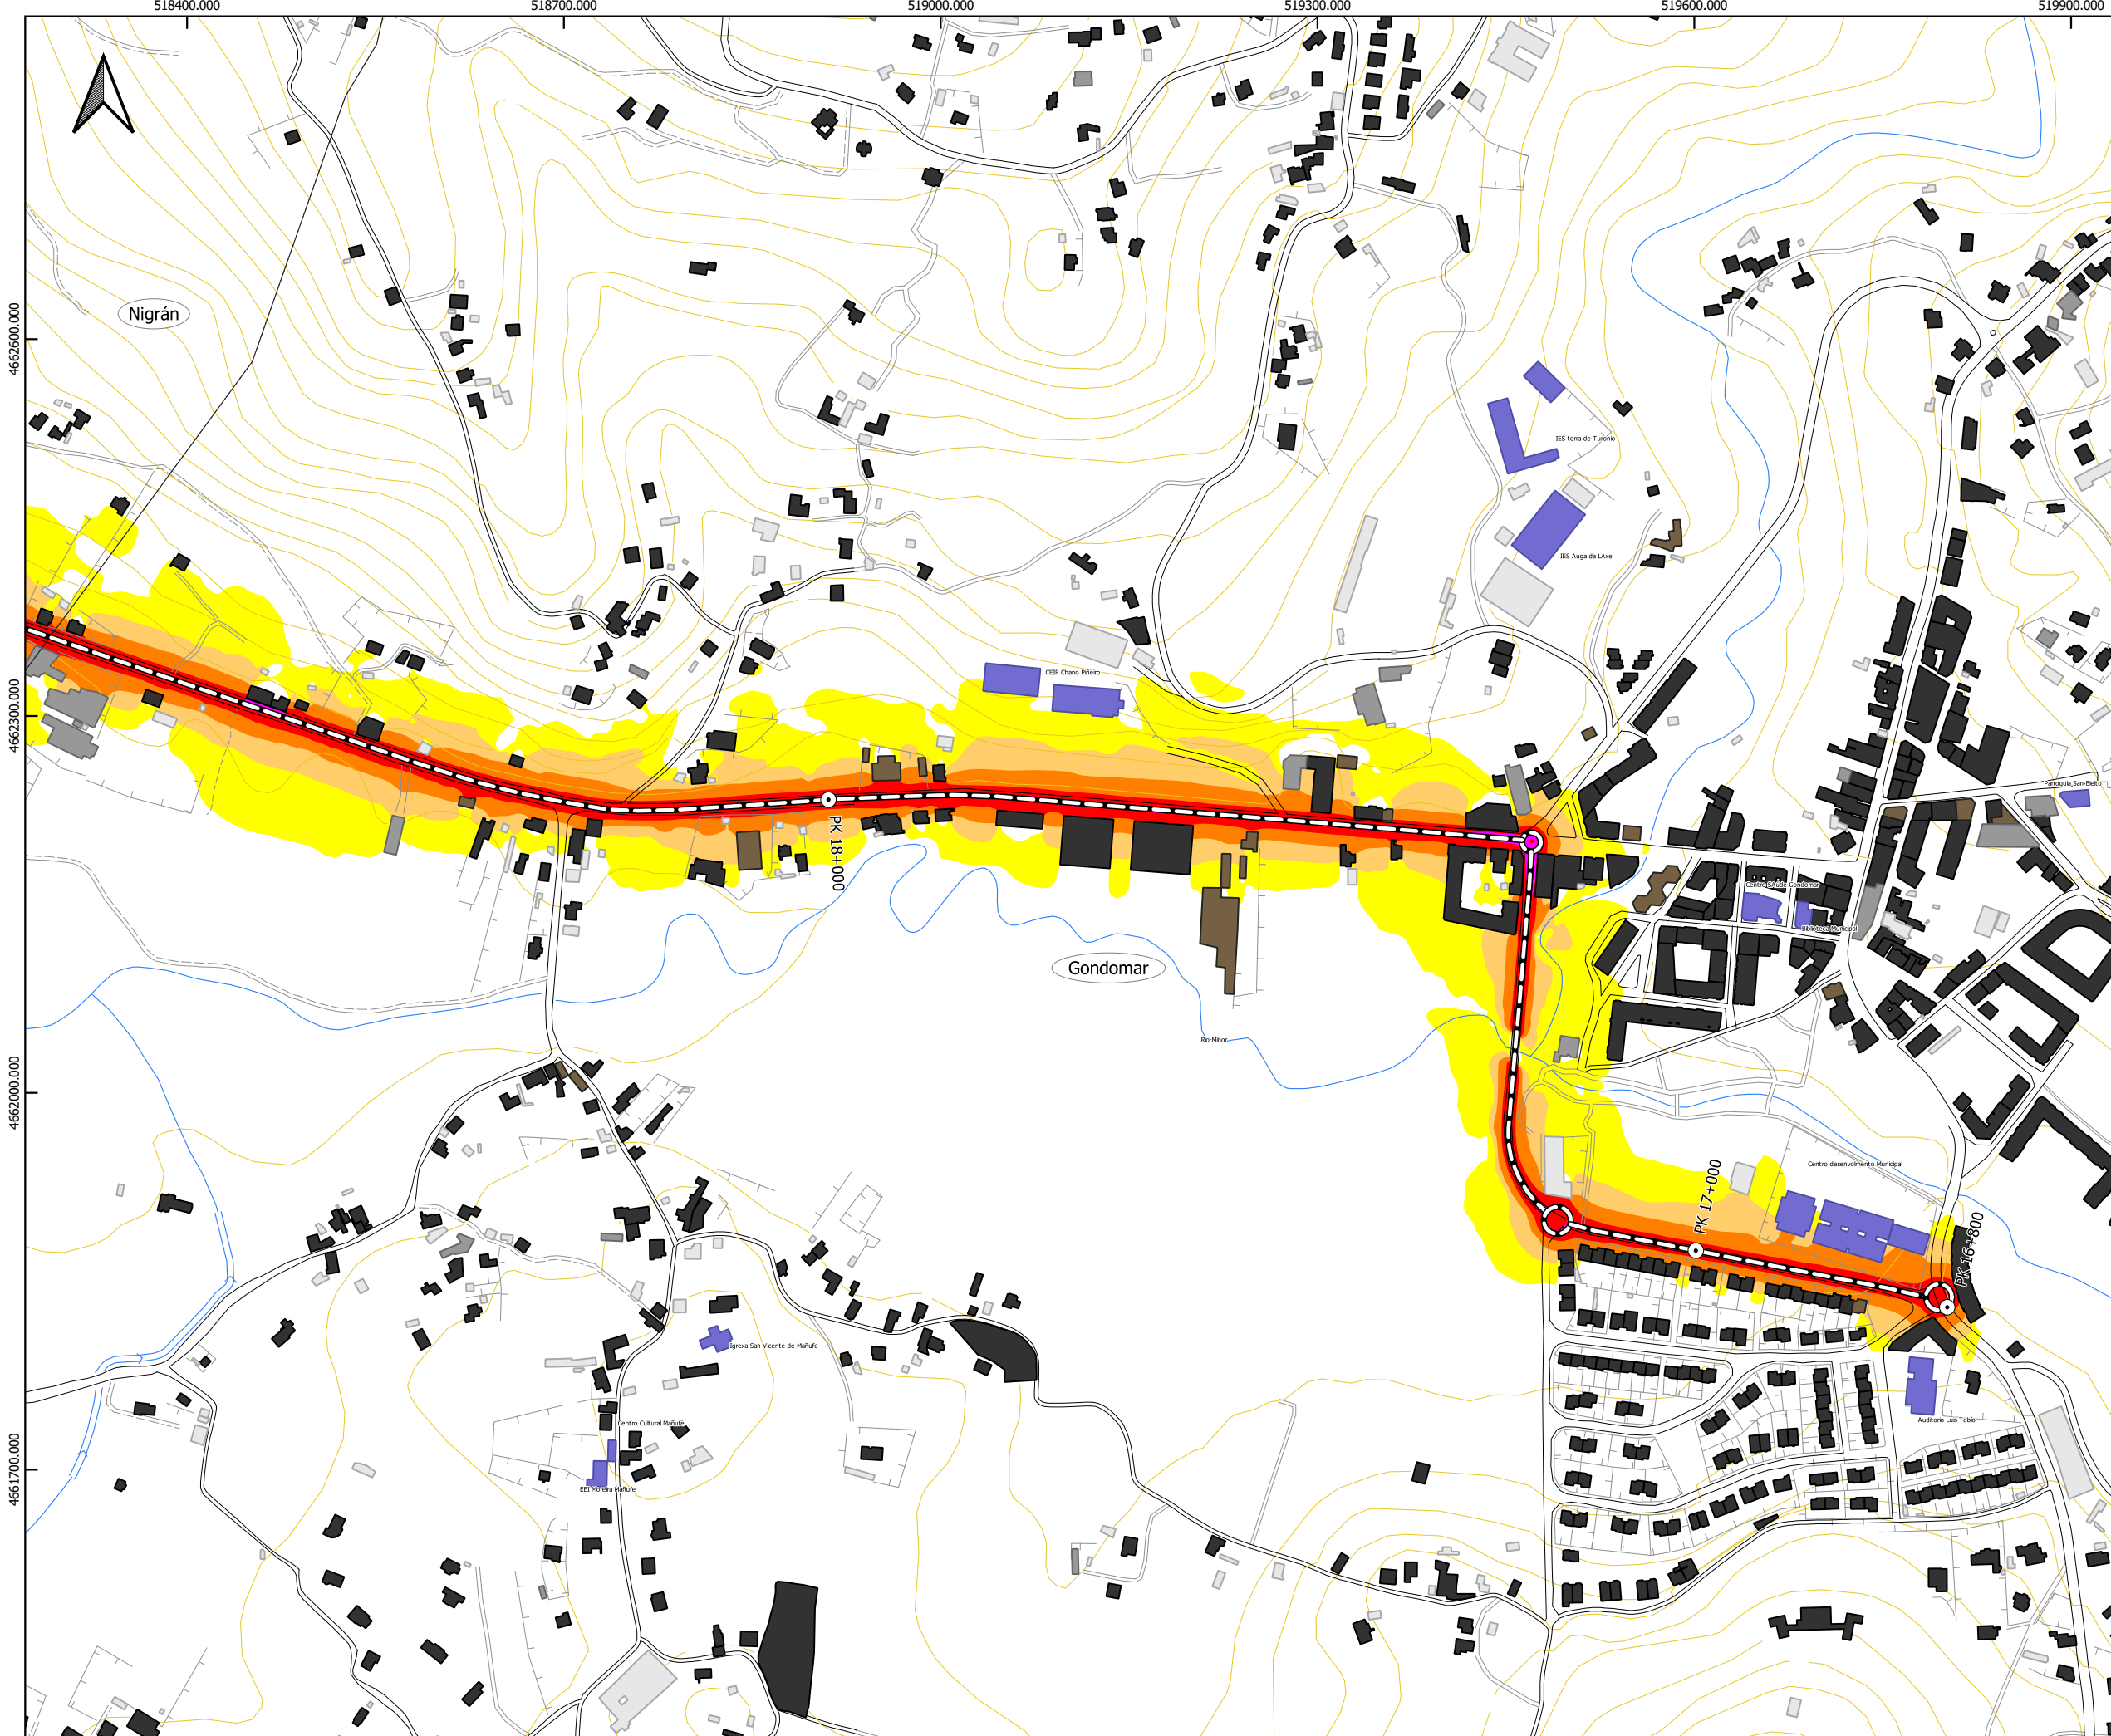 518400.000
518700.000
519000.000
519300.000
519600.000
519900.000
4662600.000
4662300.000
4662000.000
4661700.000
Nigrán
IES terra de Turonio
IES Auga da LAxe
CEIP Chano Piñeiro
Parroquia San Bieito
PK 18+000
Centro SAúde Gondomar
Biblioteca Municipal
Gondomar
Rio Miñor
Centro desenvolmento Municipal
PK 17+000
PK 16+800
Igrexa San Vicente de Mañufe
Centro Cultural Mañufe
Auditorio Luis Tobío
EEI Moreira Mañufe